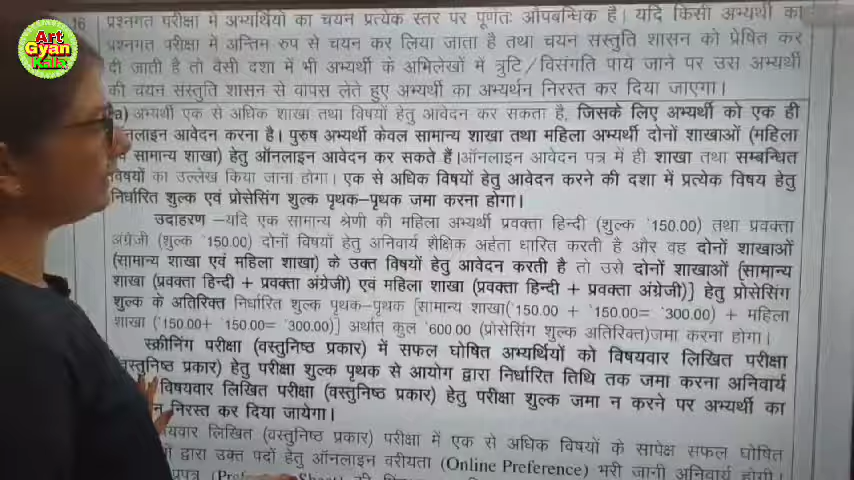 Art
Gyan
Kala
16
प्रश्नगत परीक्षा में अभ्यर्थियों का चयन प्रत्येक स्तर पर पूर्णतः औपबन्धिक है। यदि किसी अभ्यर्थी का
प्रश्नगत परीक्षा में अन्तिम रुप से चयन कर लिया जाता है तथा चयन संस्तुति शासन को प्रेषित कर
दी जाती है तो वैसी दशा में भी अभ्यर्थी के अभिलेखों में त्रुटि/विसंगति पाये जाने पर उस अभ्यर्थी
की चयन संस्तुति शासन से वापस लेते हुए अभ्यर्थी का अभ्यर्थन निरस्त कर दिया जाएगा।
a) अभ्यर्थी एक से अधिक शाखा तथा विषयों हेतु आवेदन कर सकता है, जिसके लिए अभ्यर्थी को एक ही
नलाइन आवेदन करना है। पुरुष अभ्यर्थी केवल सामान्य शाखा तथा महिला अभ्यर्थी दोनों शाखाओं (महिला
सामान्य शाखा) हेतु ऑनलाइन आवेदन कर सकते हैं।ऑनलाइन आवेदन पत्र में ही शाखा तथा सम्बन्धित
विषयों का उल्लेख किया जाना होगा। एक से अधिक विषयों हेतु आवेदन करने की दशा में प्रत्येक विषय हेतु
निर्धारित शुल्क एवं प्रोसेसिंग शुल्क पृथक–पृथक जमा करना होगा।
उदाहरण –यदि एक सामान्य श्रेणी की महिला अभ्यर्थी प्रवक्ता हिन्दी (शुल्क `150.00) तथा प्रवक्ता
अंग्रेजी (शुल्क `150.00) दोनों विषयों हेतु अनिवार्य शैक्षिक अर्हता धारित करती है और वह दोनों शाखाओं
(सामान्य शाखा एवं महिला शाखा) के उक्त विषयों हेतु आवेदन करती है तो उसे दोनों शाखाओं [सामान्य
शाखा (प्रवक्ता हिन्दी + प्रवक्ता अंग्रेजी) एवं महिला शाखा (प्रवक्ता हिन्दी + प्रवक्ता अंग्रेजी)] हेतु प्रोसेसिंग
शुल्क के अतिरिक्त निर्धारित शुल्क पृथक–पृथक [सामान्य शाखा(`150.00 + `150.00= `300.00) + महिला
शाखा (`150.00+ `150.00= `300.00)] अर्थात् कुल `600.00 (प्रोसेसिंग शुल्क अतिरिक्त)जमा करना होगा।
स्क्रीनिंग परीक्षा (वस्तुनिष्ठ प्रकार) में सफल घोषित अभ्यर्थियों को विषयवार लिखित परीक्षा
(वस्तुनिष्ठ प्रकार) हेतु परीक्षा शुल्क पृथक से आयोग द्वारा निर्धारित तिथि तक जमा करना अनिवार्य
विषयवार लिखित परीक्षा (वस्तुनिष्ठ प्रकार) हेतु परीक्षा शुल्क जमा न करने पर अभ्यर्थी का
निरस्त कर दिया जायेगा।
यवार लिखित (वस्तुनिष्ठ प्रकार) परीक्षा में एक से अधिक विषयों के सापेक्ष सफल घोषित
द्वारा उक्त पदों हेतु ऑनलाइन वरीयता (Online Preference) भरी जानी अनिवार्य होगी।